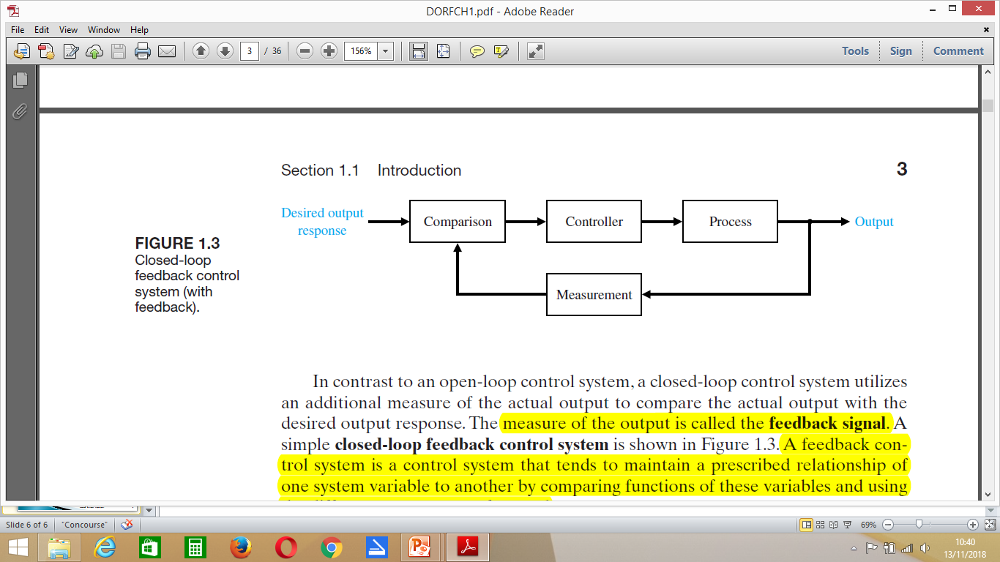 DORFCH1.pdf - Adobe Reader
File Edit View Window Help
3 / 36 156% Tools Sign Comment
Section 1.1 Introduction 3
Desired output
response
Comparison Controller Process Output
Measurement
FIGURE 1.3
Closed-loop
feedback control
system (with
feedback).
In contrast to an open-loop control system, a closed-loop control system utilizes
an additional measure of the actual output to compare the actual output with the
desired output response. The measure of the output is called the feedback signal. A
simple closed-loop feedback control system is shown in Figure 1.3. A feedback con-
trol system is a control system that tends to maintain a prescribed relationship of
one system variable to another by comparing functions of these variables and using
Slide 6 of 6 "Concourse" 69%
10:40
13/11/2018